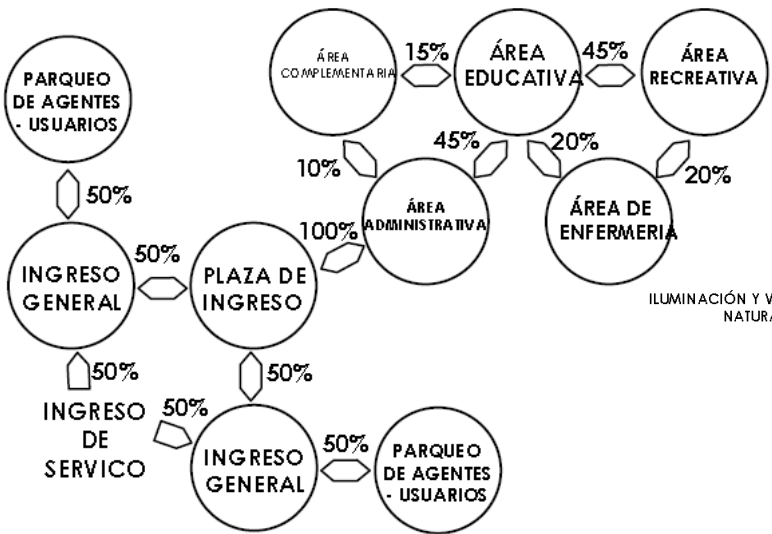 PARQUEO
DE AGENTES
- USUARIOS
50%
INGRESO
GENERAL
50%
PLAZA DE
INGRESO
100%
50%
INGRESO
DE
SERVICO
50%
50%
INGRESO
GENERAL
50%
PARQUEO
DE AGENTES
- USUARIOS
ÁREA
COMPLEMENTARIA
15%
ÁREA
EDUCATIVA
45%
ÁREA
RECREATIVA
10%
45%
20%
20%
ÁREA
ADMINISTRATIVA
ÁREA DE
ENFERMERIA
ILUMINACIÓN Y V
NATURA